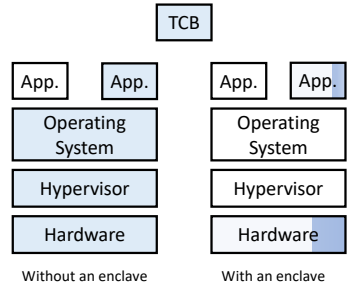 TCB
App. App. App. App.
Operating System Operating System
Hypervisor Hypervisor
Hardware Hardware
Without an enclave With an enclave